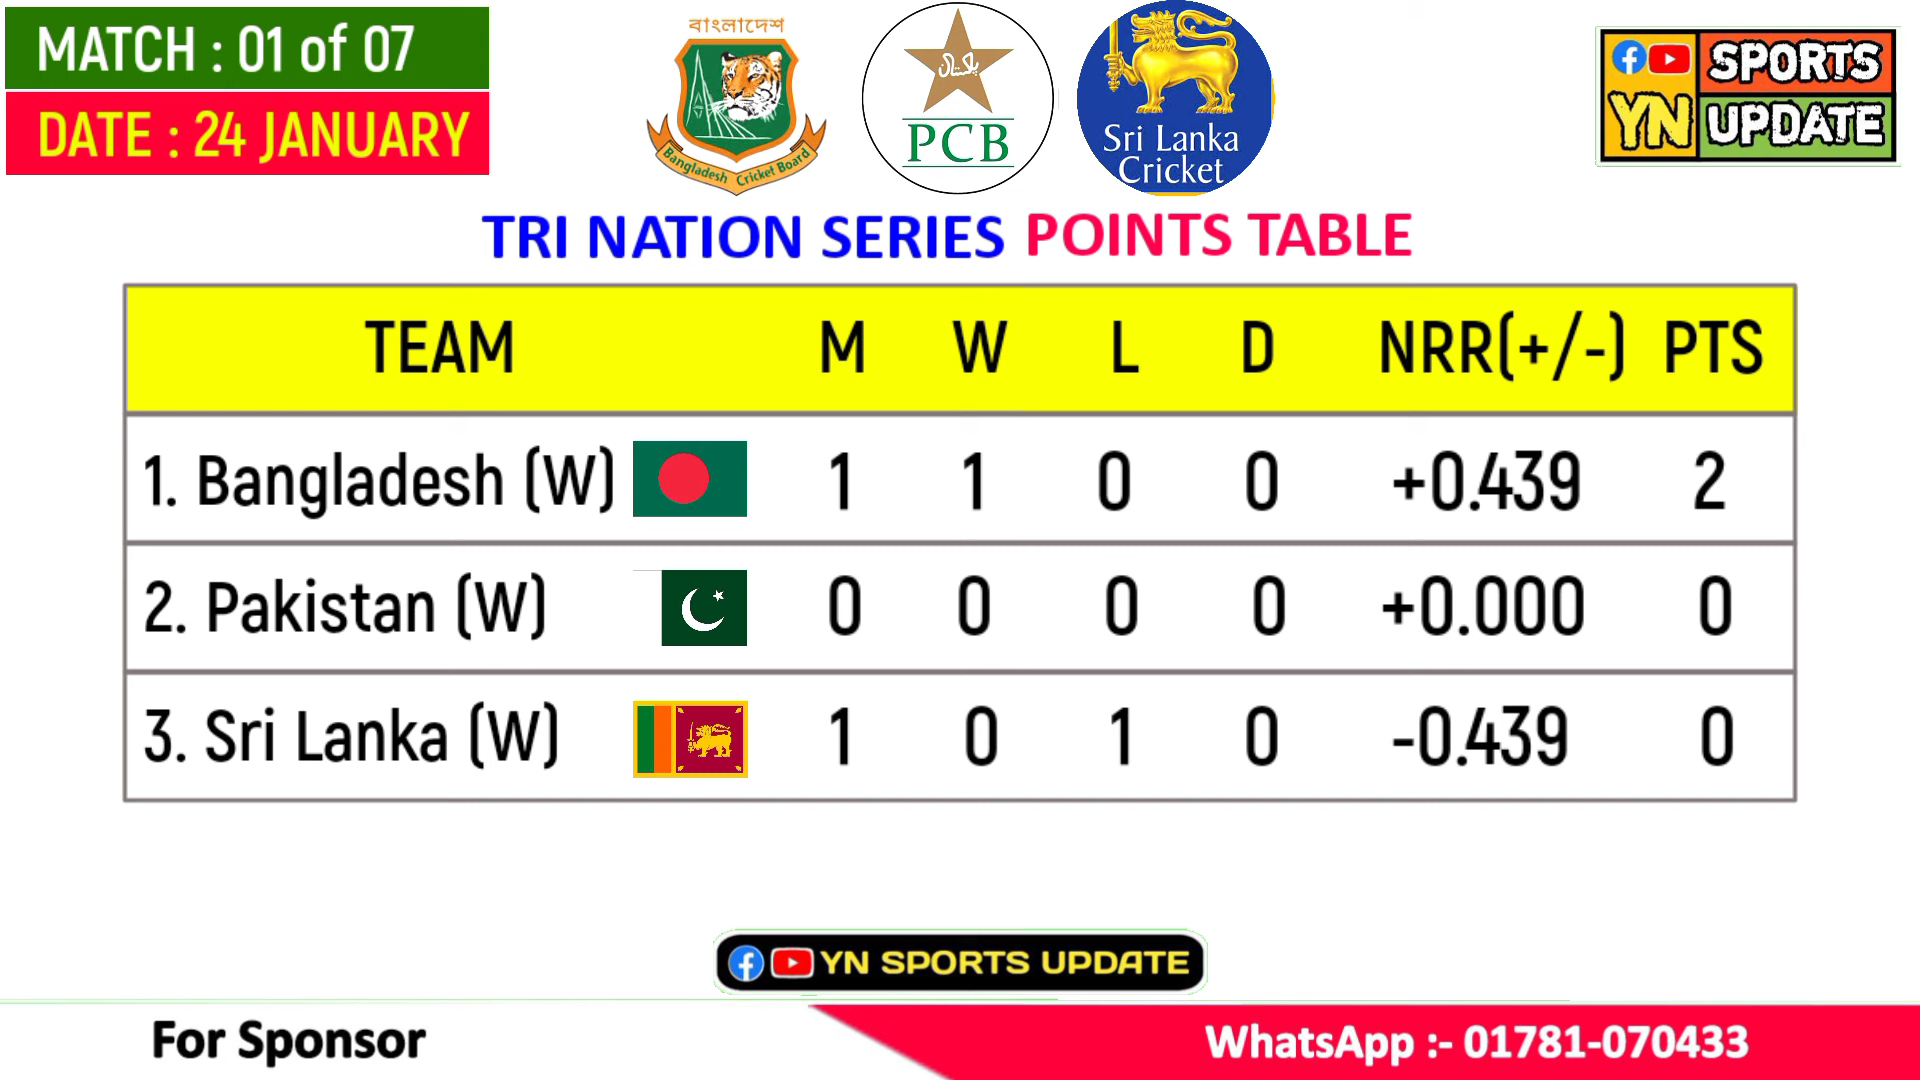 MATCH : 01 of 07
DATE : 24 JANUARY
বাংলাদেশ
Bangladesh Cricket Board
پاکستان
PCB
Sri Lanka
Cricket
SPORTS
YN UPDATE
TRI NATION SERIES POINTS TABLE
TEAM M W L D NRR(+/-) PTS
1. Bangladesh (W) 1 1 0 0 +0.439 2
2. Pakistan (W) 0 0 0 0 +0.000 0
3. Sri Lanka (W) 1 0 1 0 -0.439 0
YN SPORTS UPDATE
For Sponsor
WhatsApp :- 01781-070433